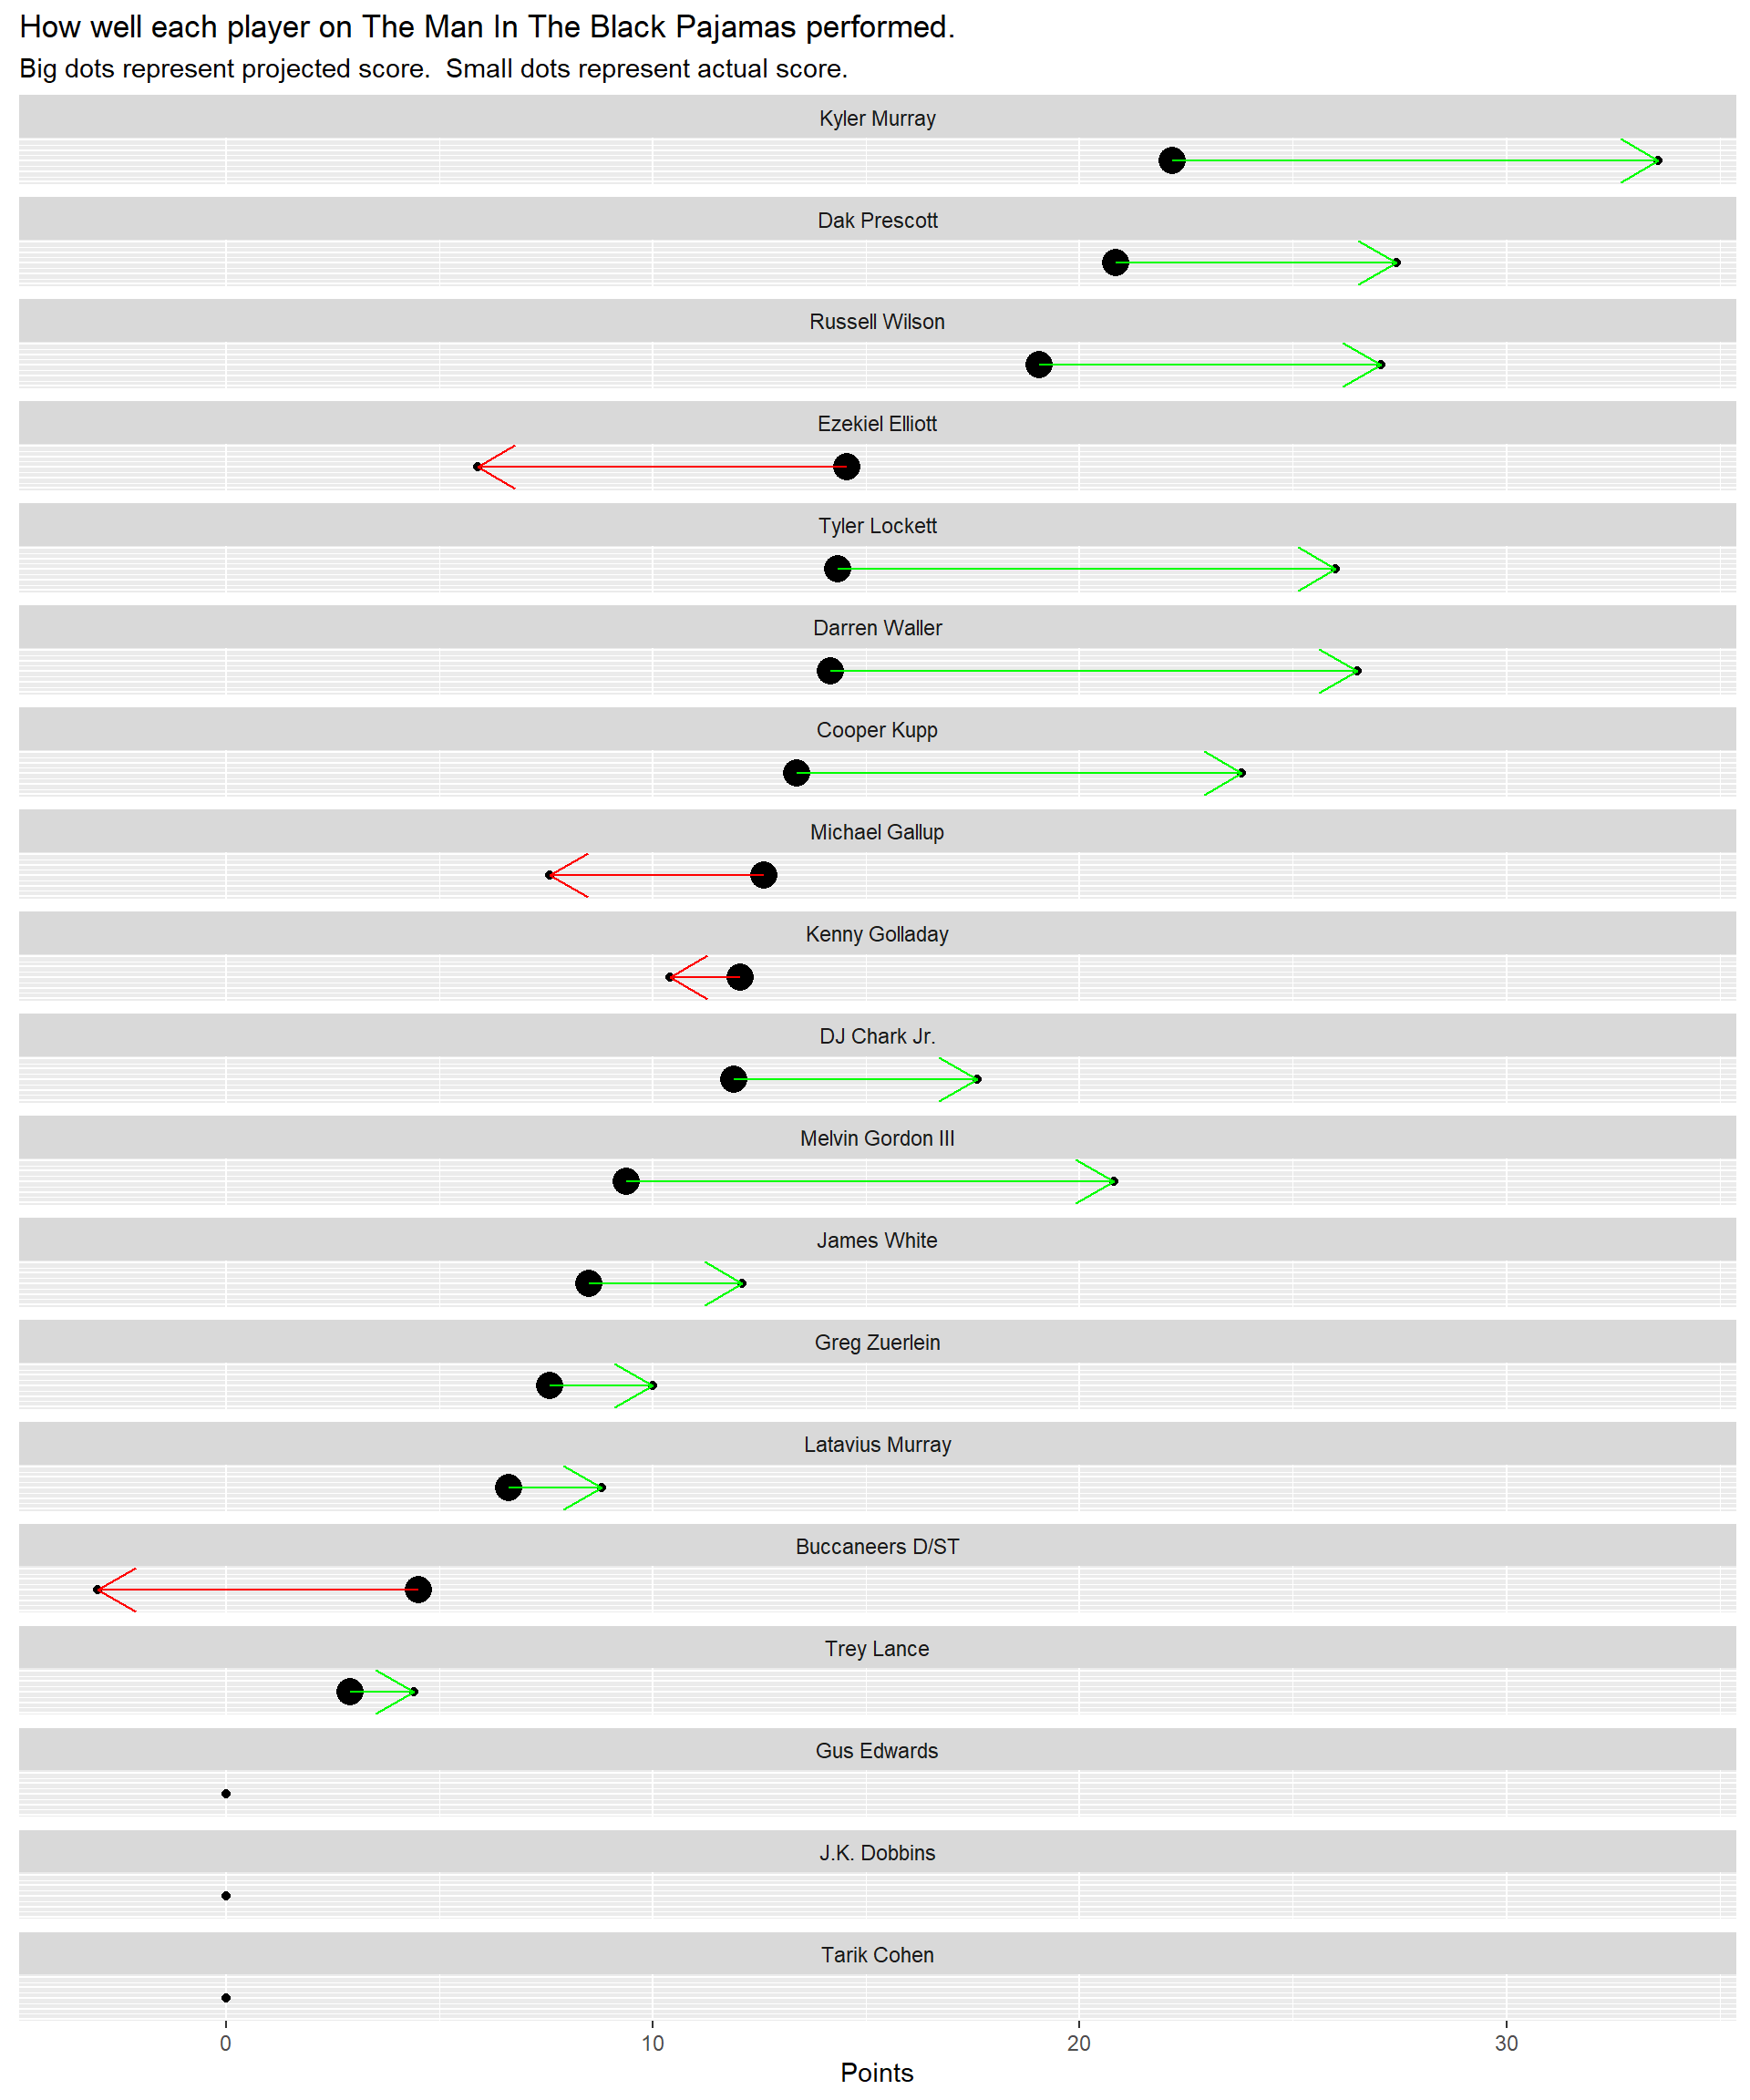 How well each player on The Man In The Black Pajamas performed.
Big dots represent projected score.  Small dots represent actual score.
Kyler Murray
Dak Prescott
Russell Wilson
Ezekiel Elliott
Tyler Lockett
Darren Waller
Cooper Kupp
Michael Gallup
Kenny Golladay
DJ Chark Jr.
Melvin Gordon III
James White
Greg Zuerlein
Latavius Murray
Buccaneers D/ST
Trey Lance
Gus Edwards
J.K. Dobbins
Tarik Cohen
0 10 20 30
Points